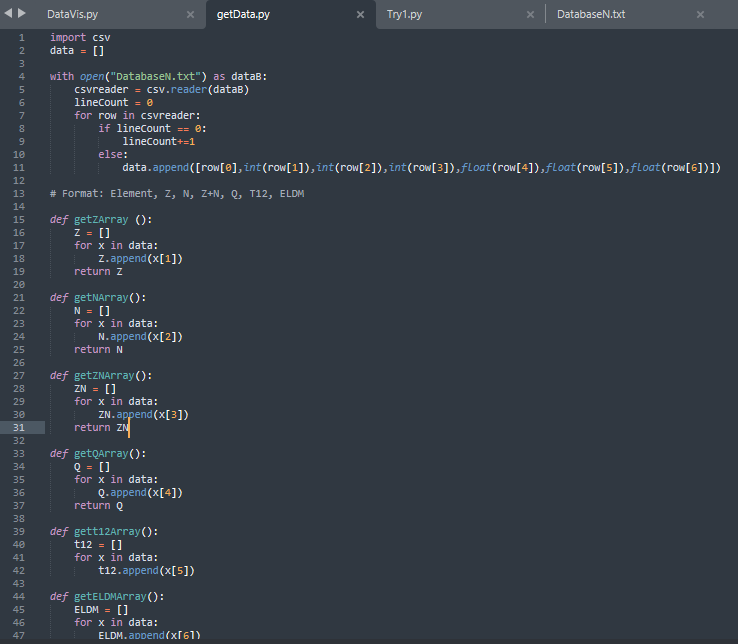 DataVis.py × getData.py × Try1.py × DatabaseN.txt ×
1 import csv
2 data = []
3
4 with open("DatabaseN.txt") as dataB:
5     csvreader = csv.reader(dataB)
6     lineCount = 0
7     for row in csvreader:
8         if lineCount == 0:
9             lineCount+=1
10         else:
11             data.append([row[0],int(row[1]),int(row[2]),int(row[3]),float(row[4]),float(row[5]),float(row[6])])
12
13 # Format: Element, Z, N, Z+N, Q, T12, ELDM
14
15 def getZArray ():
16     Z = []
17     for x in data:
18         Z.append(x[1])
19     return Z
20
21 def getNArray():
22     N = []
23     for x in data:
24         N.append(x[2])
25     return N
26
27 def getZNArray():
28     ZN = []
29     for x in data:
30         ZN.append(x[3])
31     return ZN
32
33 def getQArray():
34     Q = []
35     for x in data:
36         Q.append(x[4])
37     return Q
38
39 def gett12Array():
40     t12 = []
41     for x in data:
42         t12.append(x[5])
43
44 def getELDMArray():
45     ELDM = []
46     for x in data:
47         ELDM.append(x[6])